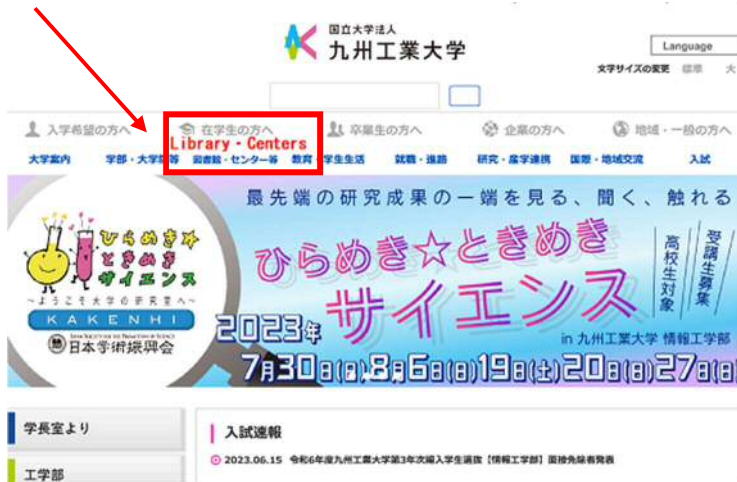 国立大学法人
九州工業大学
Language
文字サイズの変更 標準 大
入学希望の方へ 在学生の方へ 卒業生の方へ 企業の方へ 地域・一般の方へ
Library・Centers
大学案内 学部・大学院等 図書館・センター等 教育・学生生活 就職・進路 研究・産学連携 国際・地域交流 入試
最先端の研究成果の一端を見る、聞く、触れる
ひらめき☆
ときめき
サイエンス
～ようこそ大学の研究室へ～
KAKENHI
日本学術振興会
ひらめき☆ときめき
サイエンス
高校生対象
受講生募集
2023年
in 九州工業大学 情報工学部
7月30日(日),8月6日(日)19日(土)20日(日)27日(日
学長室より
入試速報
2023.06.15 令和6年度九州工業大学第3年次編入学生選抜【情報工学部】面接免除者発表
工学部